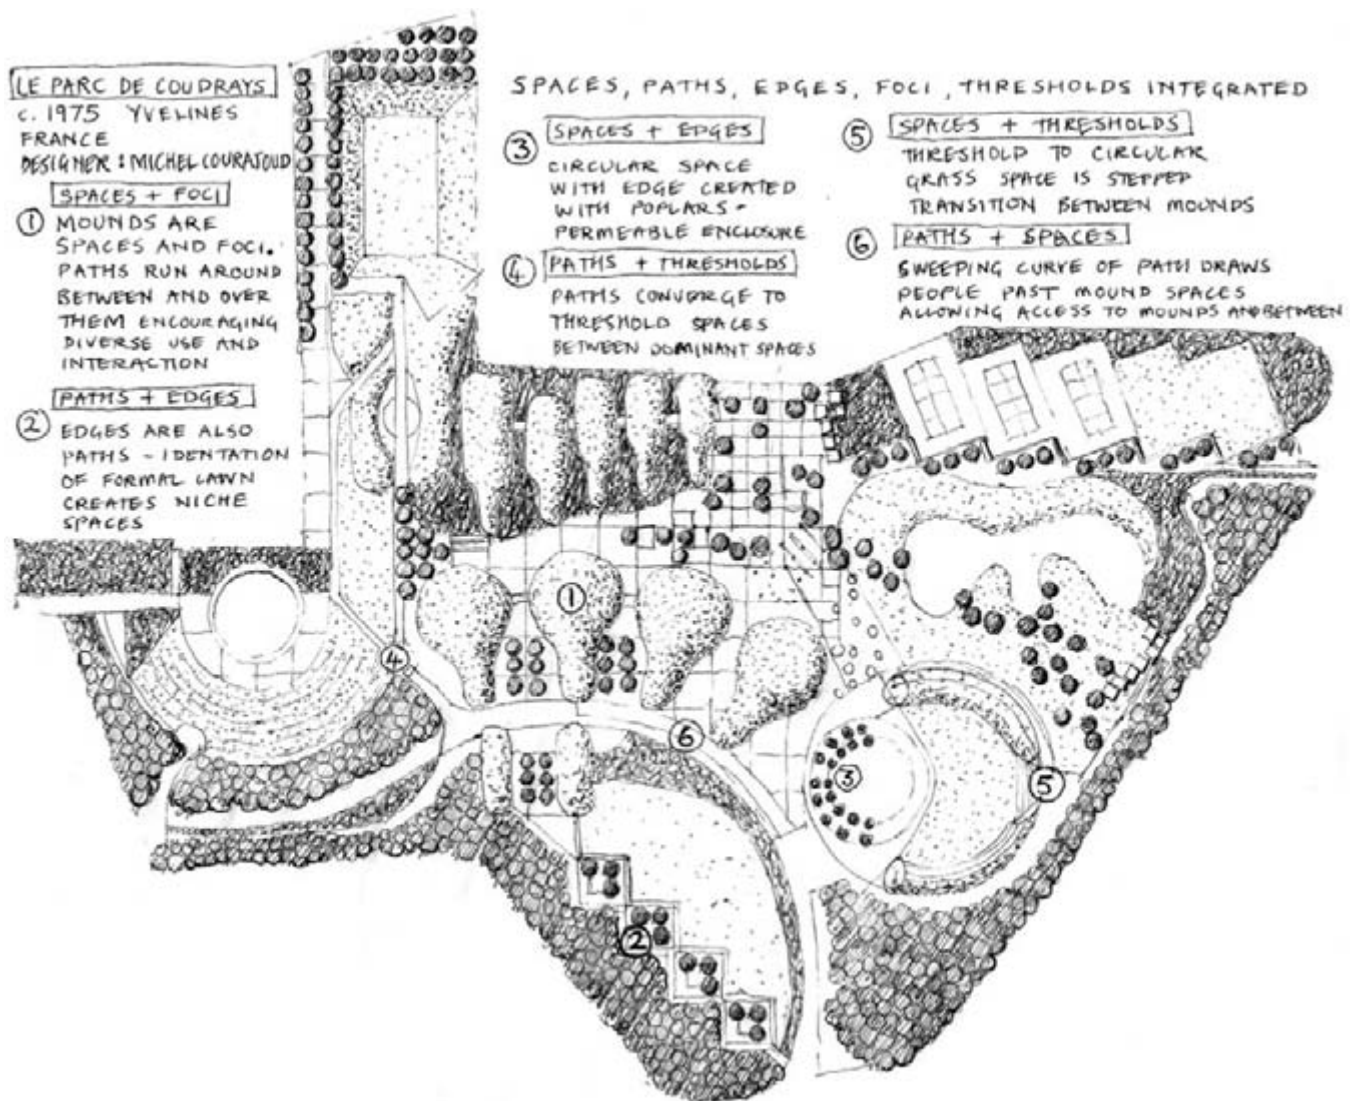 LE PARC DE COUDRAYS
c. 1975 YVELINES
FRANCE
DESIGNER : MICHEL COURAJOUD
SPACES + FOCI
① MOUNDS ARE
SPACES AND FOCI.
PATHS RUN AROUND
BETWEEN AND OVER
THEM ENCOURAGING
DIVERSE USE AND
INTERACTION
PATHS + EDGES
② EDGES ARE ALSO
PATHS - IDENTATION
OF FORMAL LAWN
CREATES NICHE
SPACES
SPACES, PATHS, EDGES, FOCI, THRESHOLDS INTEGRATED
③ SPACES + EDGES
CIRCULAR SPACE
WITH EDGE CREATED
WITH POPLARS -
PERMEABLE ENCLOSURE
④ PATHS + THRESHOLDS
PATHS CONVERGE TO
THRESHOLD SPACES
BETWEEN DOMINANT SPACES
⑤ SPACES + THRESHOLDS
THRESHOLD TO CIRCULAR
GRASS SPACE IS STEPPED
TRANSITION BETWEEN MOUNDS
⑥ PATHS + SPACES
SWEEPING CURVE OF PATH DRAWS
PEOPLE PAST MOUND SPACES
ALLOWING ACCESS TO MOUNDS AND BETWEEN
①
④
⑥
③
⑤
②